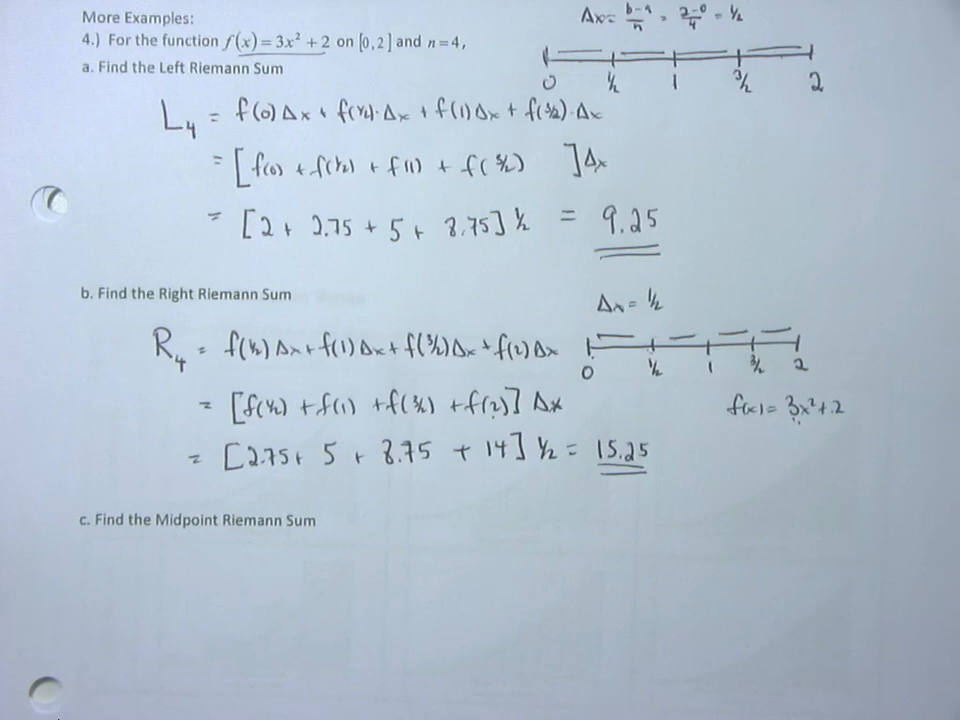 More Examples:
4.) For the function f(x)=3x²+2 on [0,2] and n=4,
Δx = b-a/n = 2-0/4 = 1/2
0 1/2 1 3/2 2
a. Find the Left Riemann Sum
L₄ = f(0)Δx + f(1/2)·Δx + f(1)Δx + f(3/2)·Δx
= [f(0) + f(1/2) + f(1) + f(3/2) ]Δx
= [2 + 2.75 + 5 + 8.75] 1/2 = 9.25
b. Find the Right Riemann Sum
Δx = 1/2
R₄ = f(1/2)Δx + f(1)Δx + f(3/2)Δx + f(2)Δx
0 1/2 1 3/2 2
= [f(1/2) + f(1) + f(3/2) + f(2)] Δx
f(x) = 3x²+2
= [2.75 + 5 + 8.75 + 14] 1/2 = 15.25
c. Find the Midpoint Riemann Sum